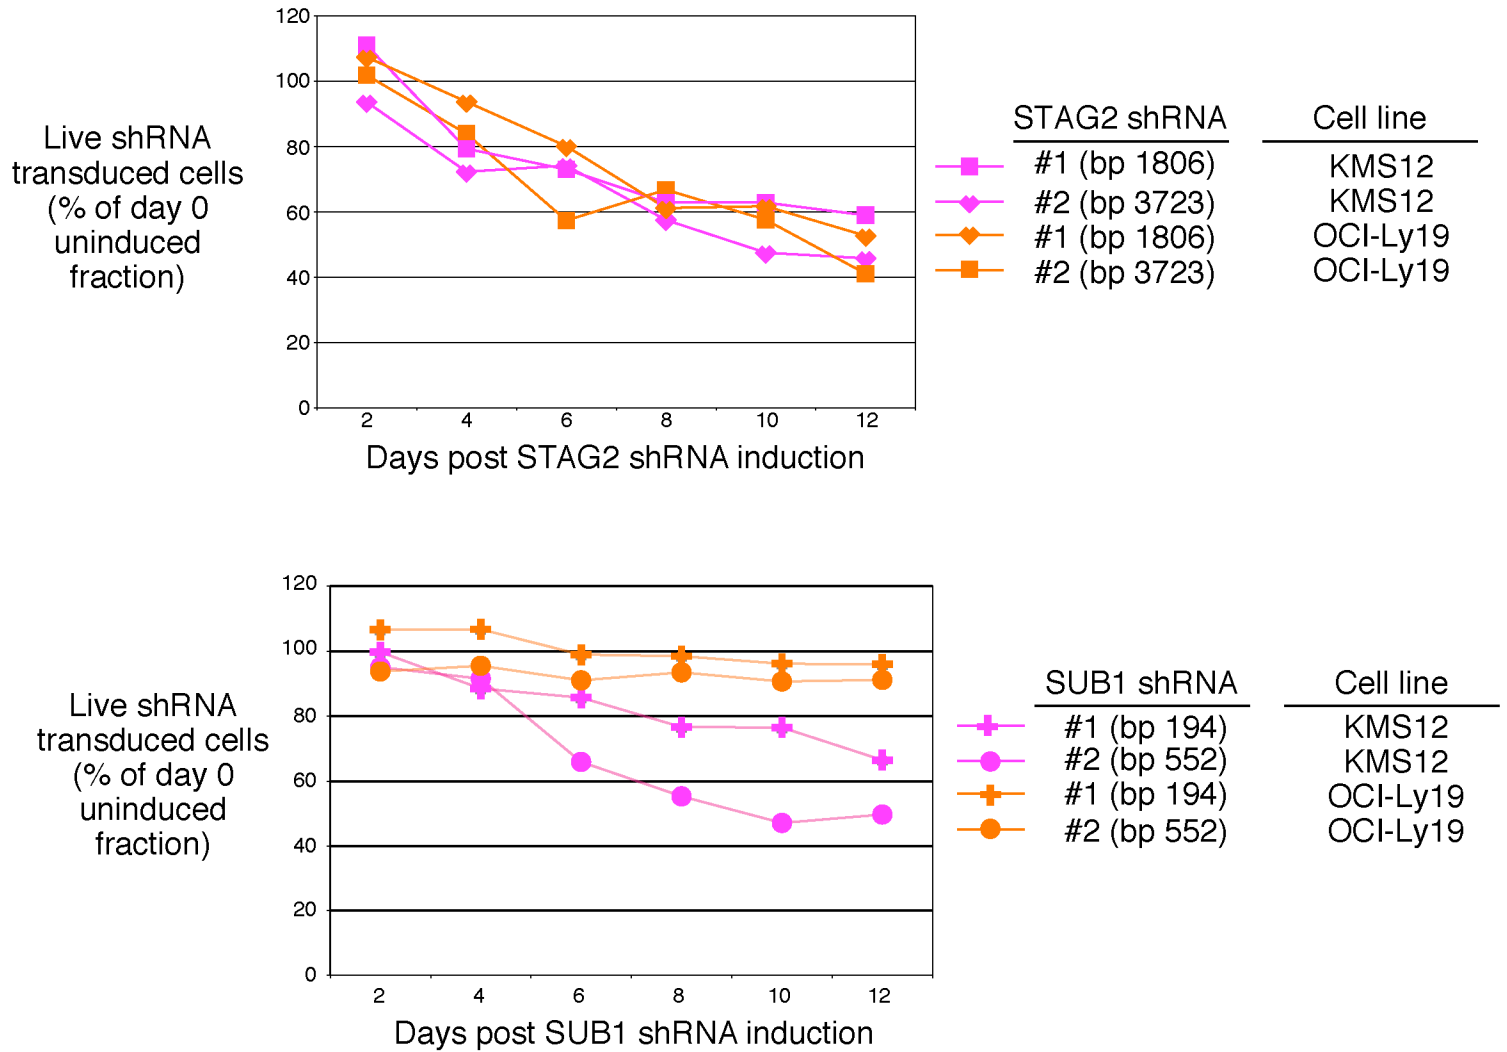 120
100
80
60
40
20
0
Live shRNA
transduced cells
(% of day 0
uninduced
fraction)
2 4 6 8 10 12
Days post STAG2 shRNA induction
STAG2 shRNA Cell line
#1 (bp 1806) KMS12
#2 (bp 3723) KMS12
#1 (bp 1806) OCI-Ly19
#2 (bp 3723) OCI-Ly19
120
100
80
60
40
20
0
Live shRNA
transduced cells
(% of day 0
uninduced
fraction)
2 4 6 8 10 12
Days post SUB1 shRNA induction
SUB1 shRNA Cell line
#1 (bp 194) KMS12
#2 (bp 552) KMS12
#1 (bp 194) OCI-Ly19
#2 (bp 552) OCI-Ly19